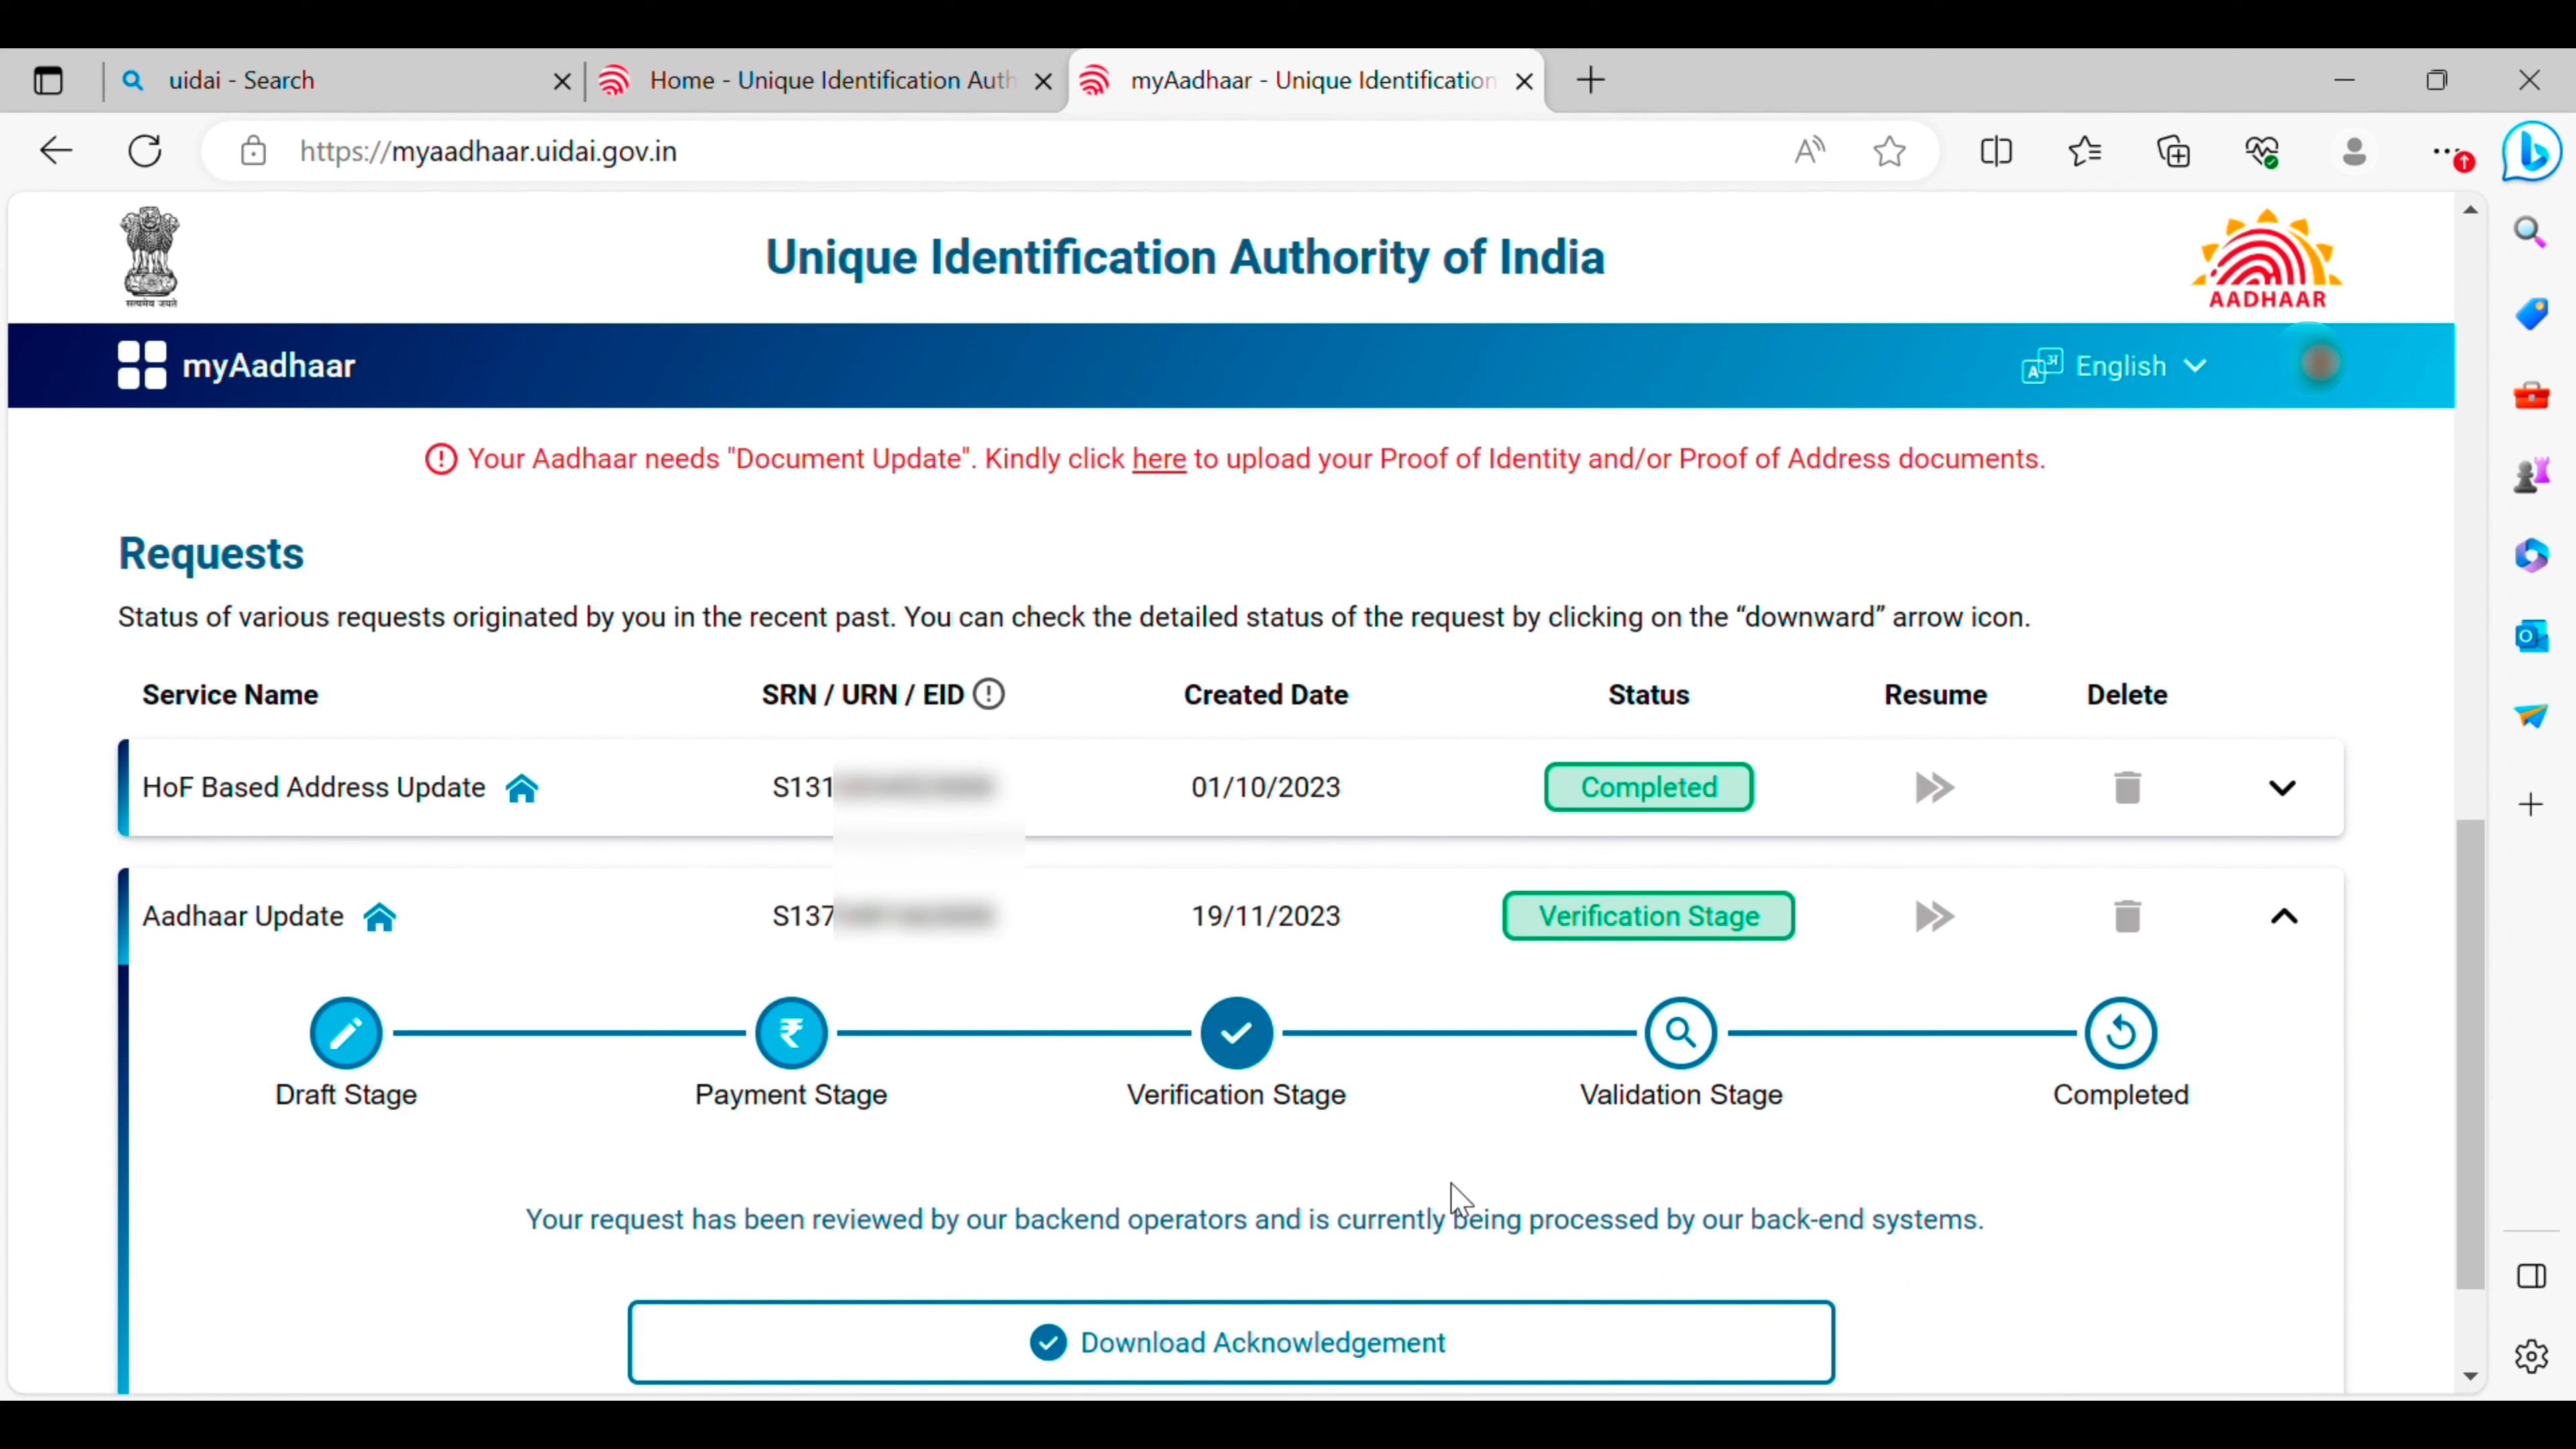 uidai - Search
Home - Unique Identification Auth
myAadhaar - Unique Identification
https://myaadhaar.uidai.gov.in
सत्यमेव जयते
Unique Identification Authority of India
AADHAAR
myAadhaar
English
Your Aadhaar needs "Document Update". Kindly click here to upload your Proof of Identity and/or Proof of Address documents.
Requests
Status of various requests originated by you in the recent past. You can check the detailed status of the request by clicking on the “downward” arrow icon.
Service Name SRN / URN / EID Created Date Status Resume Delete
HoF Based Address Update S131 01/10/2023 Completed
Aadhaar Update S137 19/11/2023 Verification Stage
Draft Stage Payment Stage Verification Stage Validation Stage Completed
Your request has been reviewed by our backend operators and is currently being processed by our back-end systems.
Download Acknowledgement